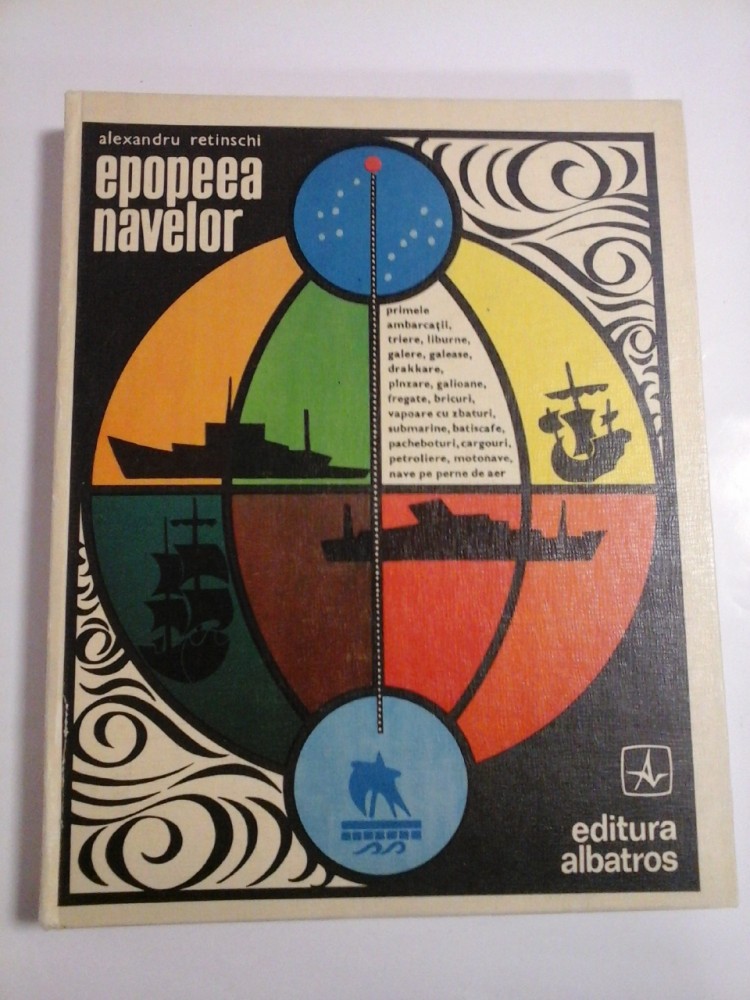 alexandru retinschi
epopeea
navelor
primele
ambarcații,
triere, liburne,
galere, galease,
drakkare,
pînzare, galioane,
fregate, bricuri,
vapoare cu zbaturi,
submarine, batiscafe,
pacheboturi, cargouri,
petroliere, motonave,
nave pe perne de aer
editura
albatros